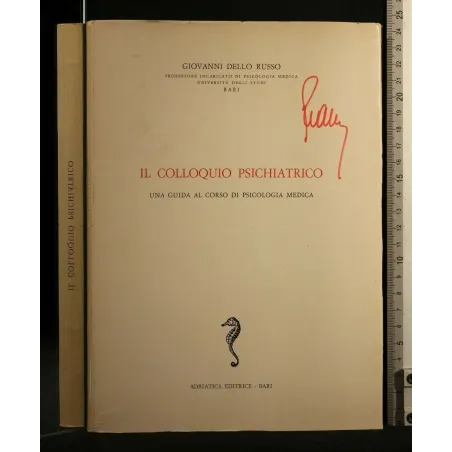 IL COLLOQUIO PSICHIATRICO
GIOVANNI DELLO RUSSO
PROFESSORE INCARICATO DI PSICOLOGIA MEDICA
UNIVERSITÀ DEGLI STUDI
BARI
IL COLLOQUIO PSICHIATRICO
UNA GUIDA AL CORSO DI PSICOLOGIA MEDICA
ADRIATICA EDITRICE - BARI